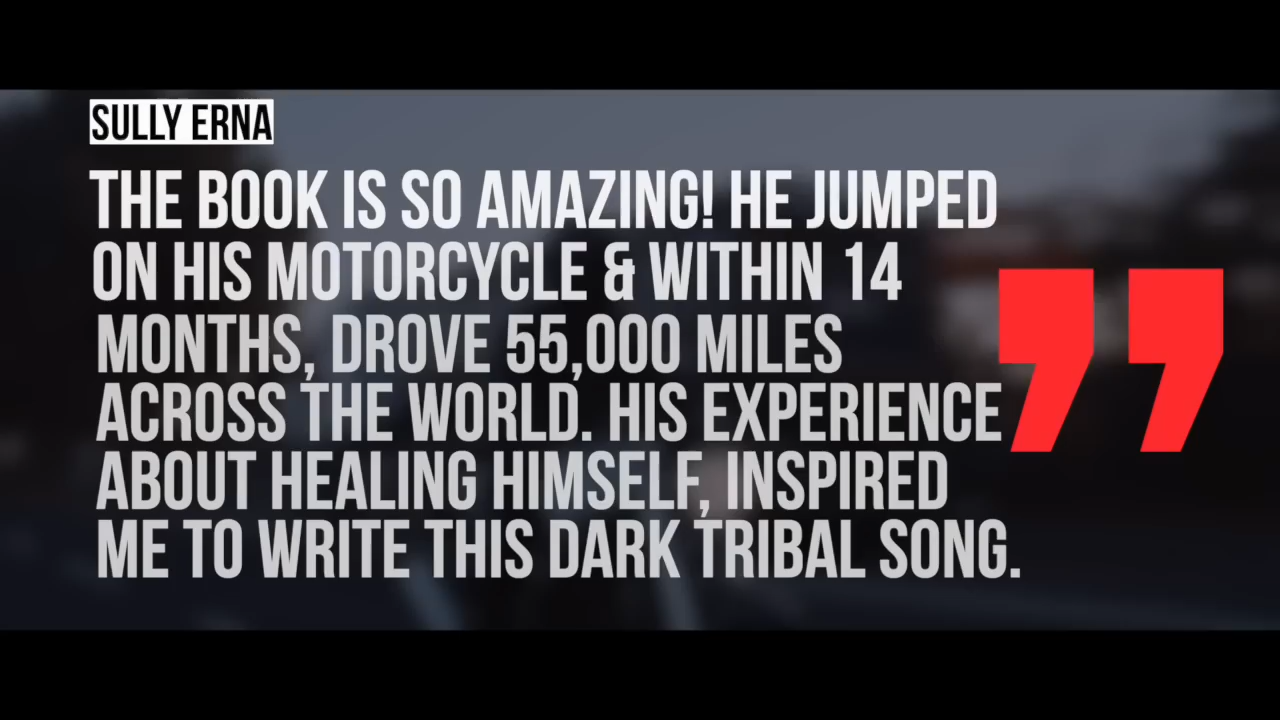 SULLY ERNA
THE BOOK IS SO AMAZING! HE JUMPED
ON HIS MOTORCYCLE & WITHIN 14
MONTHS, DROVE 55,000 MILES
ACROSS THE WORLD. HIS EXPERIENCE
ABOUT HEALING HIMSELF, INSPIRED
ME TO WRITE THIS DARK TRIBAL SONG.
”